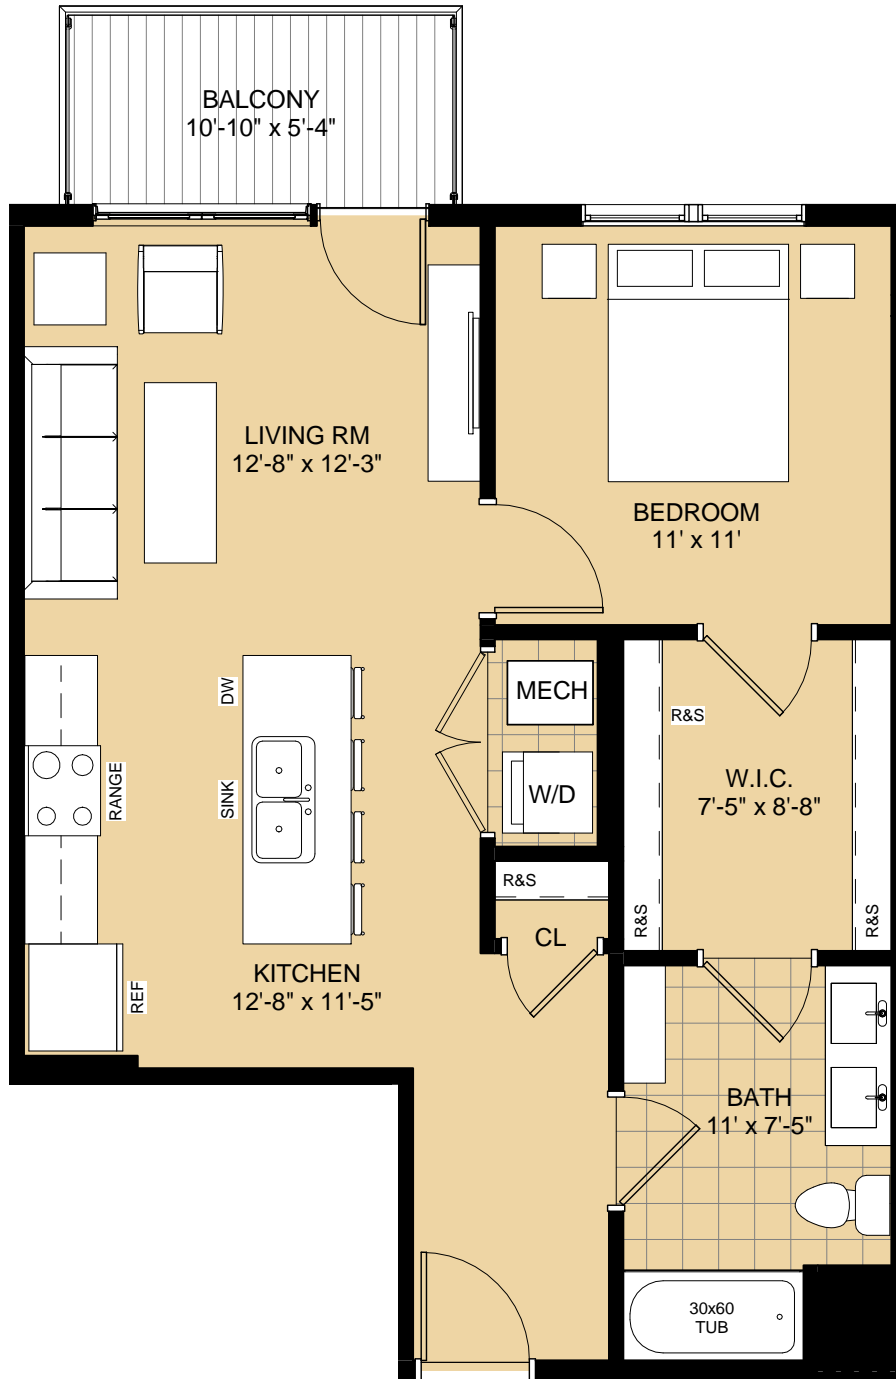 BALCONY
10'-10" x 5'-4"
LIVING RM
12'-8" x 12'-3"
BEDROOM
11' x 11'
DW
SINK
RANGE
MECH
W/D
R&S
W.I.C.
7'-5" x 8'-8"
R&S
R&S
R&S
CL
KITCHEN
12'-8" x 11'-5"
REF
BATH
11' x 7'-5"
30x60
TUB